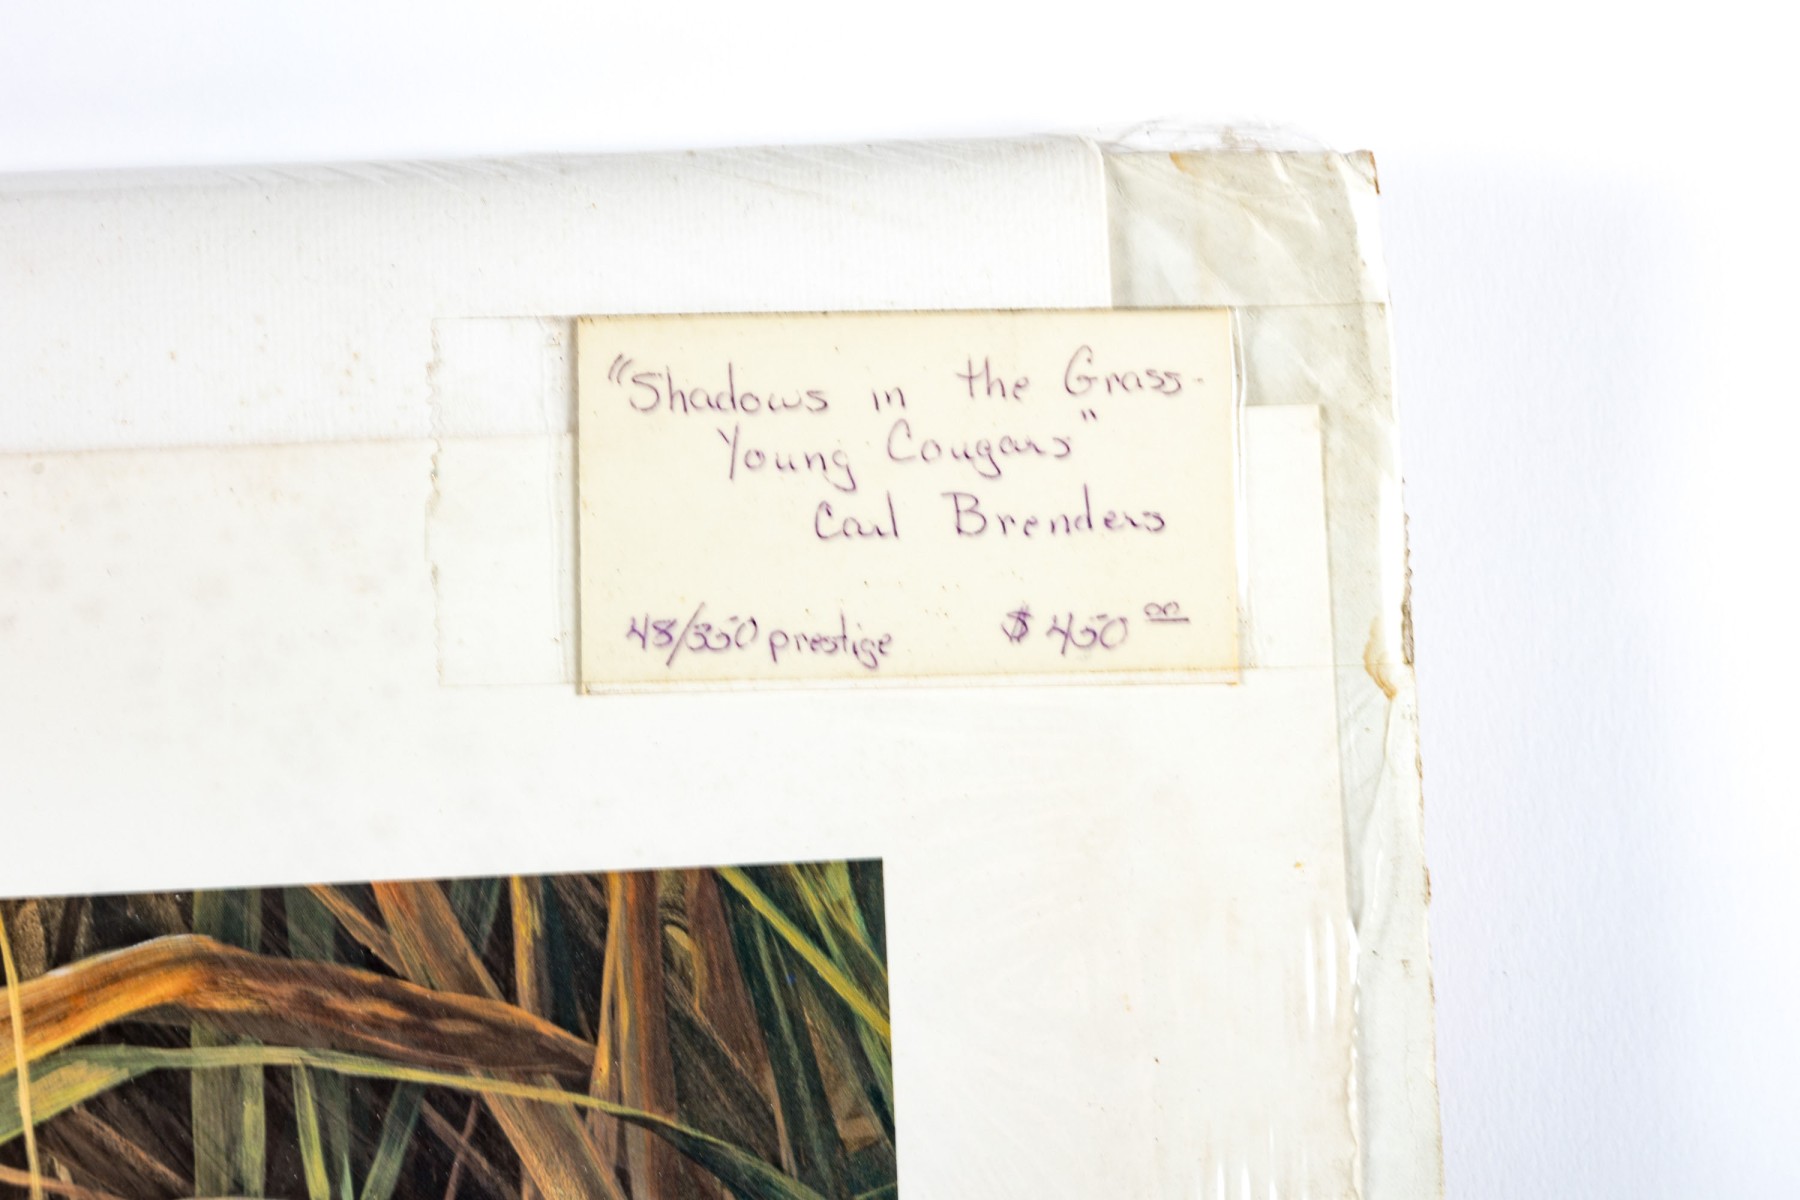 "Shadows in the Grass-
Young Cougars"
Carl Brenders
48/350 prestige $450.00